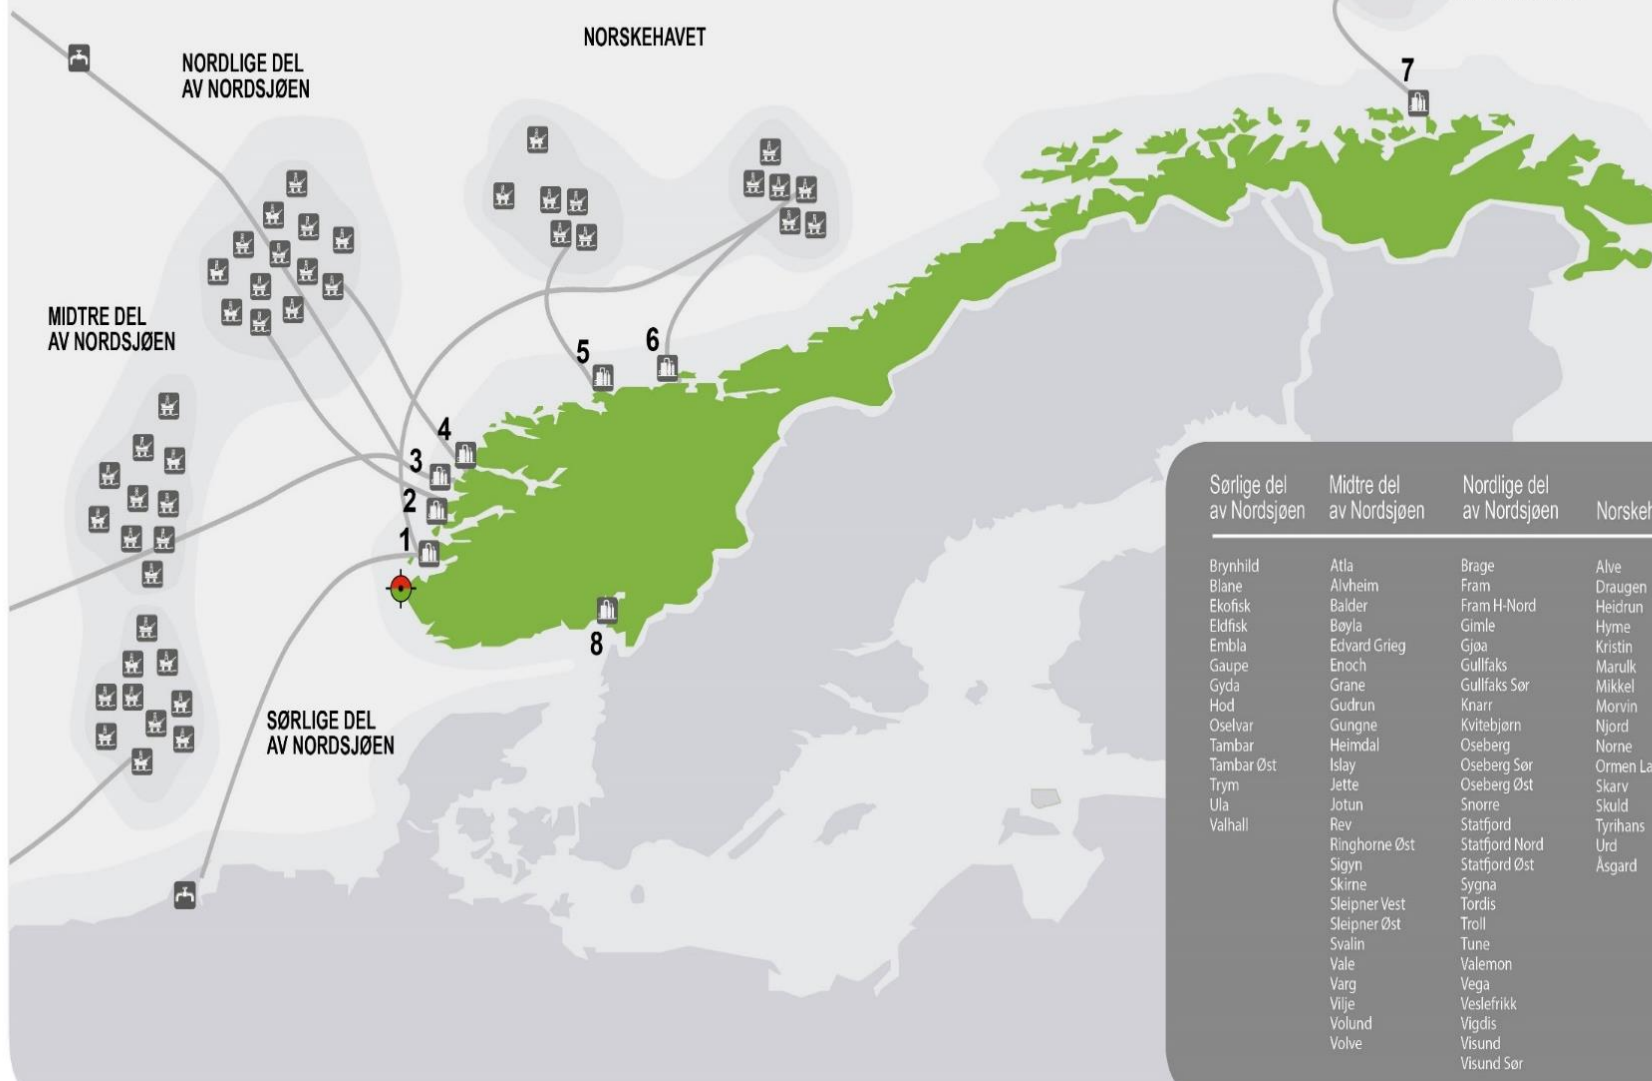 NORSKEHAVET
NORDLIGE DEL
AV NORDSJØEN
7
MIDTRE DEL
AV NORDSJØEN
5
6
4
3
2
1
8
SØRLIGE DEL
AV NORDSJØEN
Sørlige del
av Nordsjøen
Brynhild
Blane
Ekofisk
Eldfisk
Embla
Gaupe
Gyda
Hod
Oselvar
Tambar
Tambar Øst
Trym
Ula
Valhall
Midtre del
av Nordsjøen
Atla
Alvheim
Balder
Bøyla
Edvard Grieg
Enoch
Grane
Gudrun
Gungne
Heimdal
Islay
Jette
Jotun
Rev
Ringhorne Øst
Sigyn
Skirne
Sleipner Vest
Sleipner Øst
Svalin
Vale
Varg
Vilje
Volund
Volve
Nordlige del
av Nordsjøen
Brage
Fram
Fram H-Nord
Gimle
Gjøa
Gullfaks
Gullfaks Sør
Knarr
Kvitebjørn
Oseberg
Oseberg Sør
Oseberg Øst
Snorre
Statfjord
Statfjord Nord
Statfjord Øst
Sygna
Tordis
Troll
Tune
Valemon
Vega
Veslefrikk
Vigdis
Visund
Visund Sør
Norskeh
Alve
Draugen
Heidrun
Hyme
Kristin
Marulk
Mikkel
Morvin
Njord
Norne
Ormen La
Skarv
Skuld
Tyrihans
Urd
Åsgard